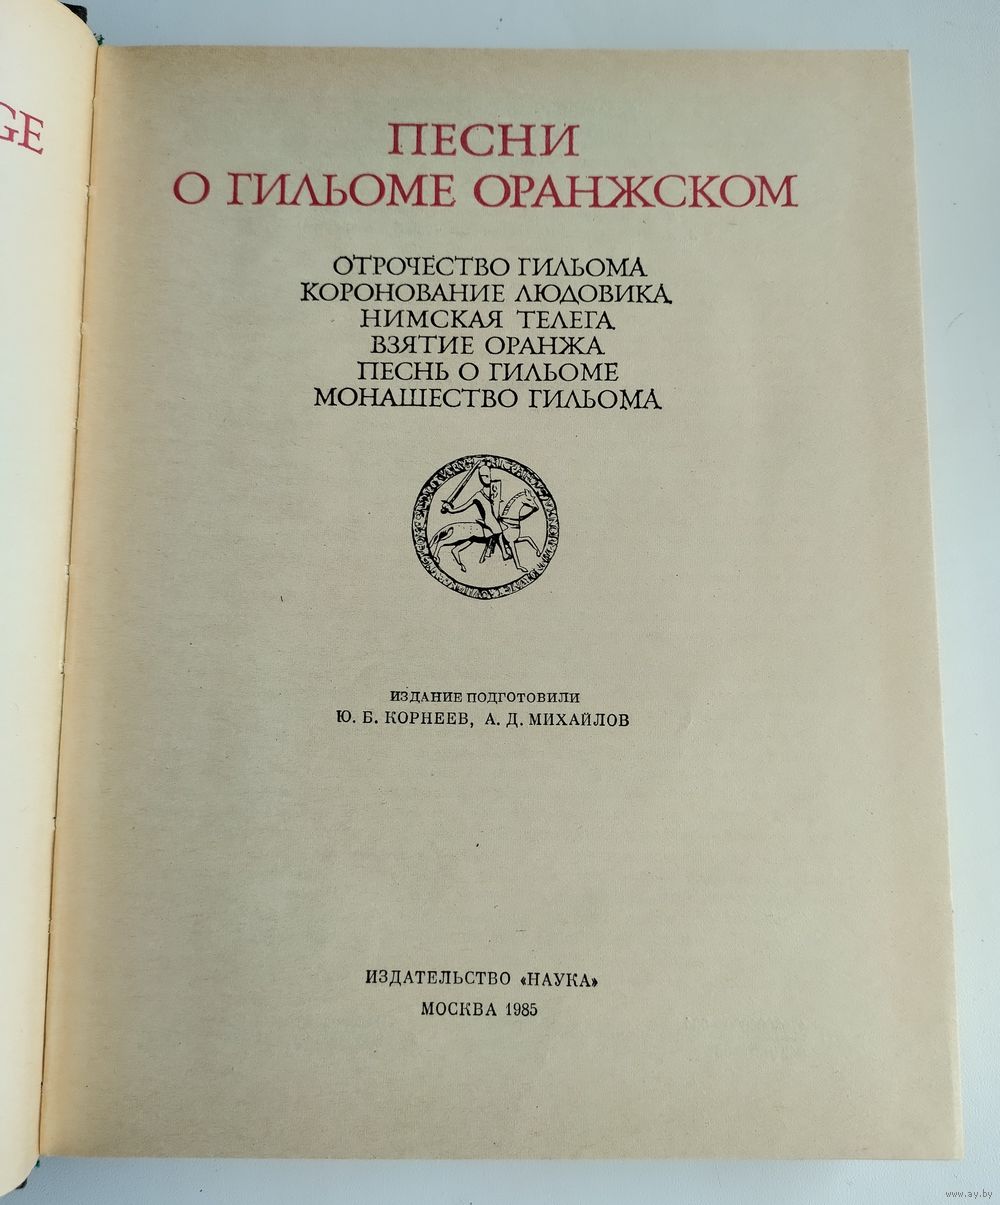 GE
ПЕСНИ
О ГИЛЬОМЕ ОРАНЖСКОМ
ОТРОЧЕСТВО ГИЛЬОМА
КОРОНОВАНИЕ ЛЮДОВИКА
НИМСКАЯ ТЕЛЕГА
ВЗЯТИЕ ОРАНЖА
ПЕСНЬ О ГИЛЬОМЕ
МОНАШЕСТВО ГИЛЬОМА
ИЗДАНИЕ ПОДГОТОВИЛИ
Ю. Б. КОРНЕЕВ, А. Д. МИХАЙЛОВ
ИЗДАТЕЛЬСТВО «НАУКА»
МОСКВА 1985
www.ay.by